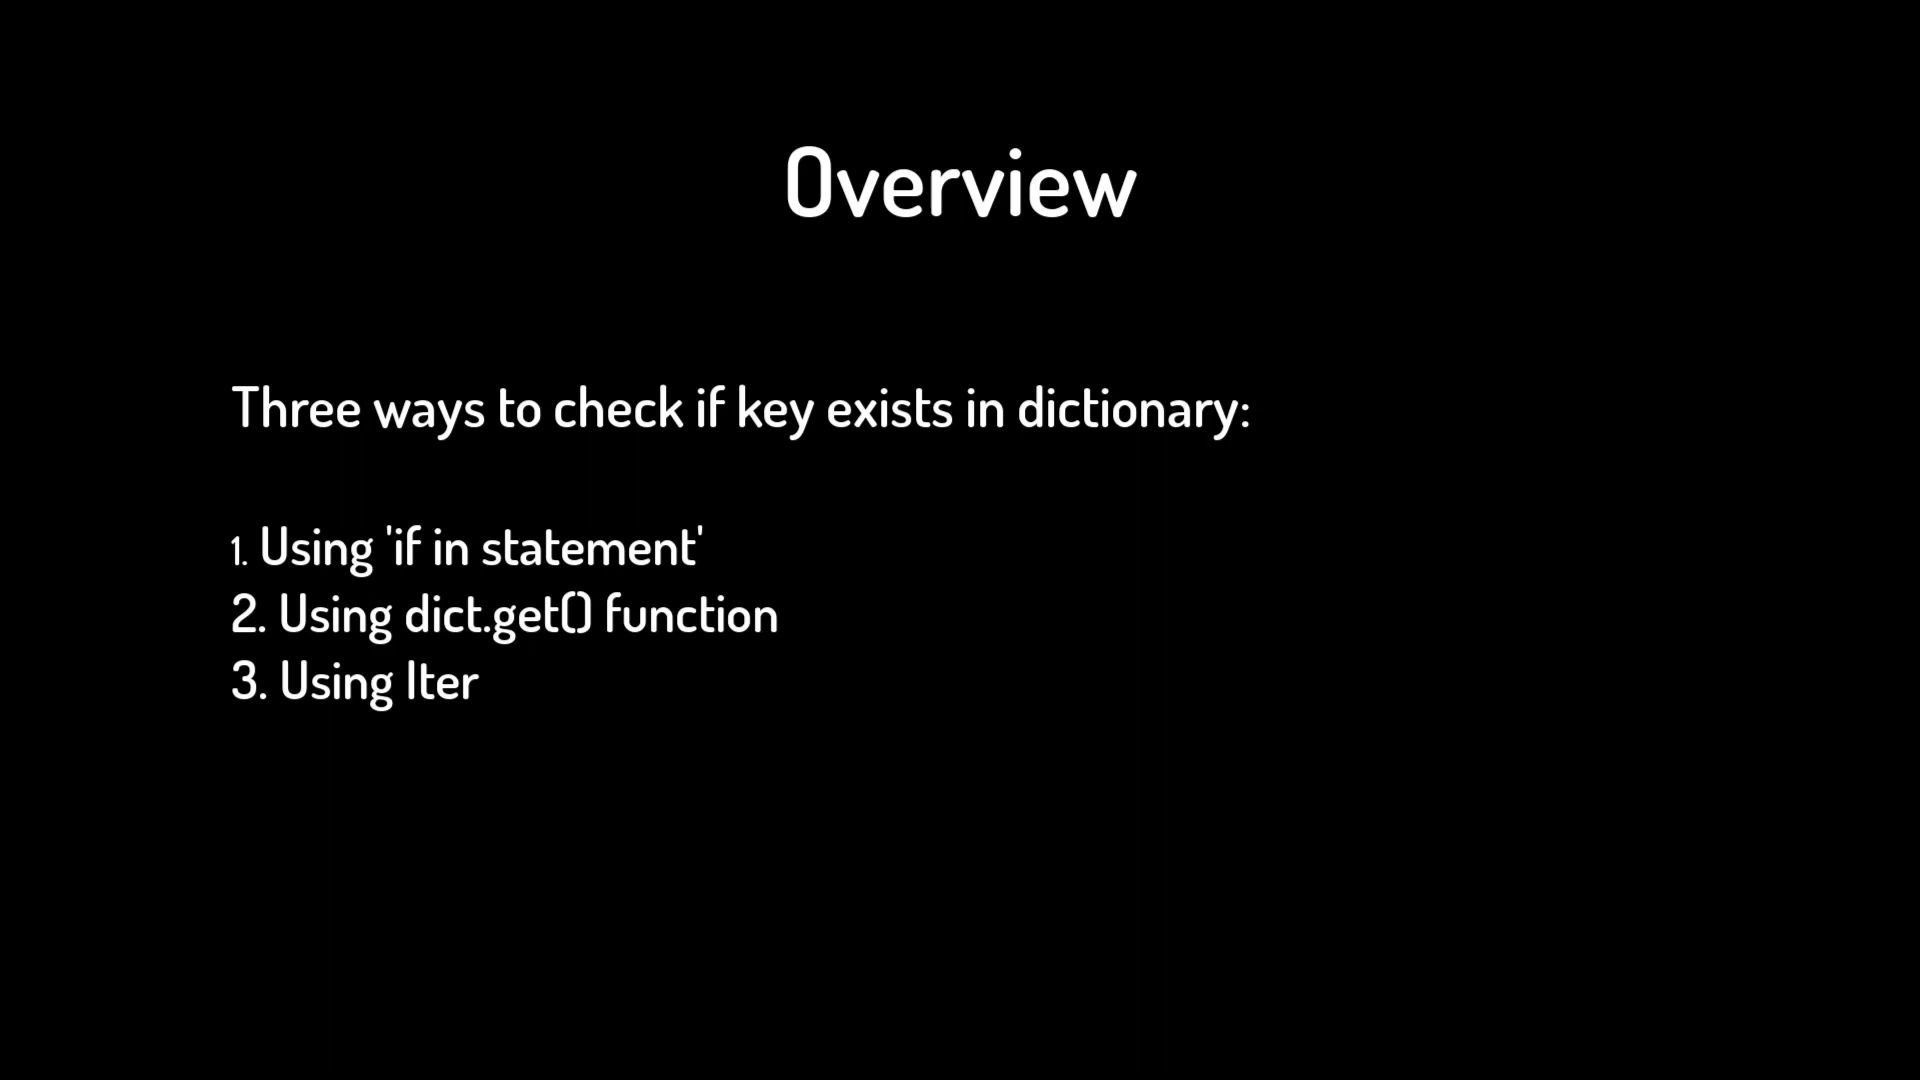 Overview
Three ways to check if key exists in dictionary:
1. Using 'if in statement'
2. Using dict.get() function
3. Using Iter